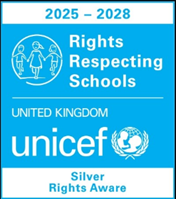 2025 – 2028
Rights
Respecting
Schools
UNITED KINGDOM
unicef
Silver
Rights Aware